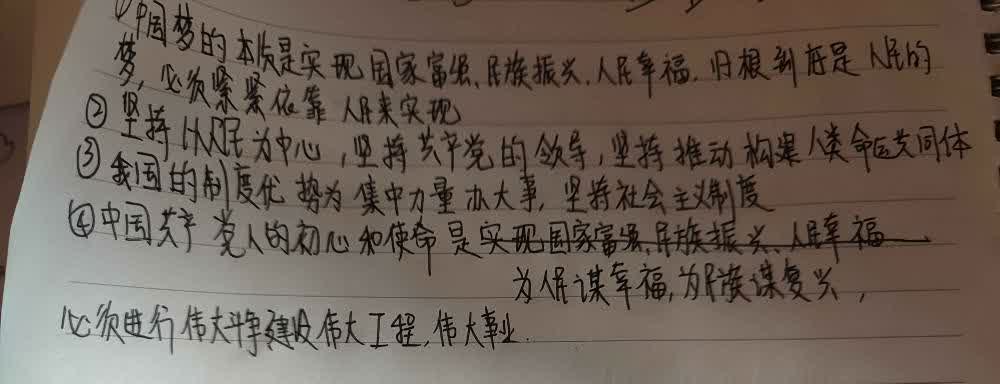 ①中国梦的本质是实现国家富强、民族振兴、人民幸福,归根到底是人民的
梦,必须紧紧依靠人民来实现
②坚持以人民为中心,坚持共产党的领导,坚持推动构建人类命运共同体
③我国的制度优势为集中力量办大事,坚持社会主义制度
④中国共产党人的初心和使命是实现国家富强、民族振兴、人民幸福
为人民谋幸福,为民族谋复兴,
必须进行伟大斗争建设伟大工程,伟大事业.